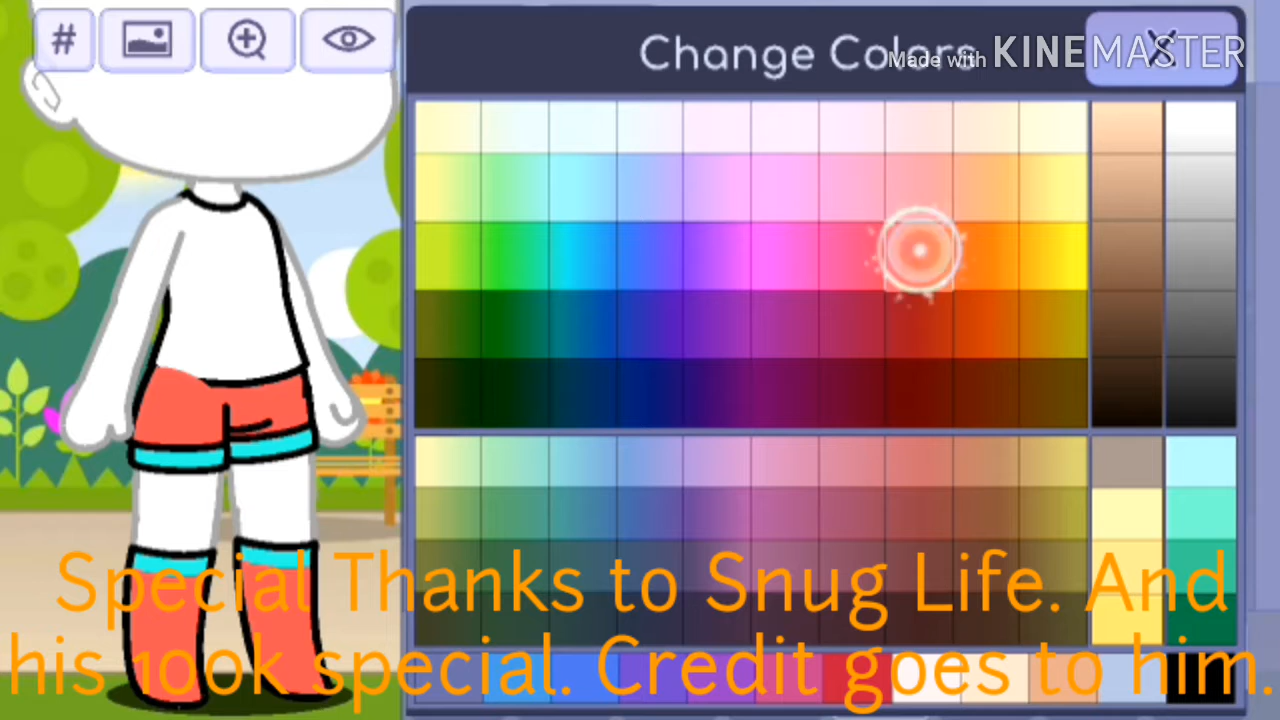 #
Change Colors
X
Made with KINEMASTER
Special Thanks to Snug Life. And
his 100k special. Credit goes to him.